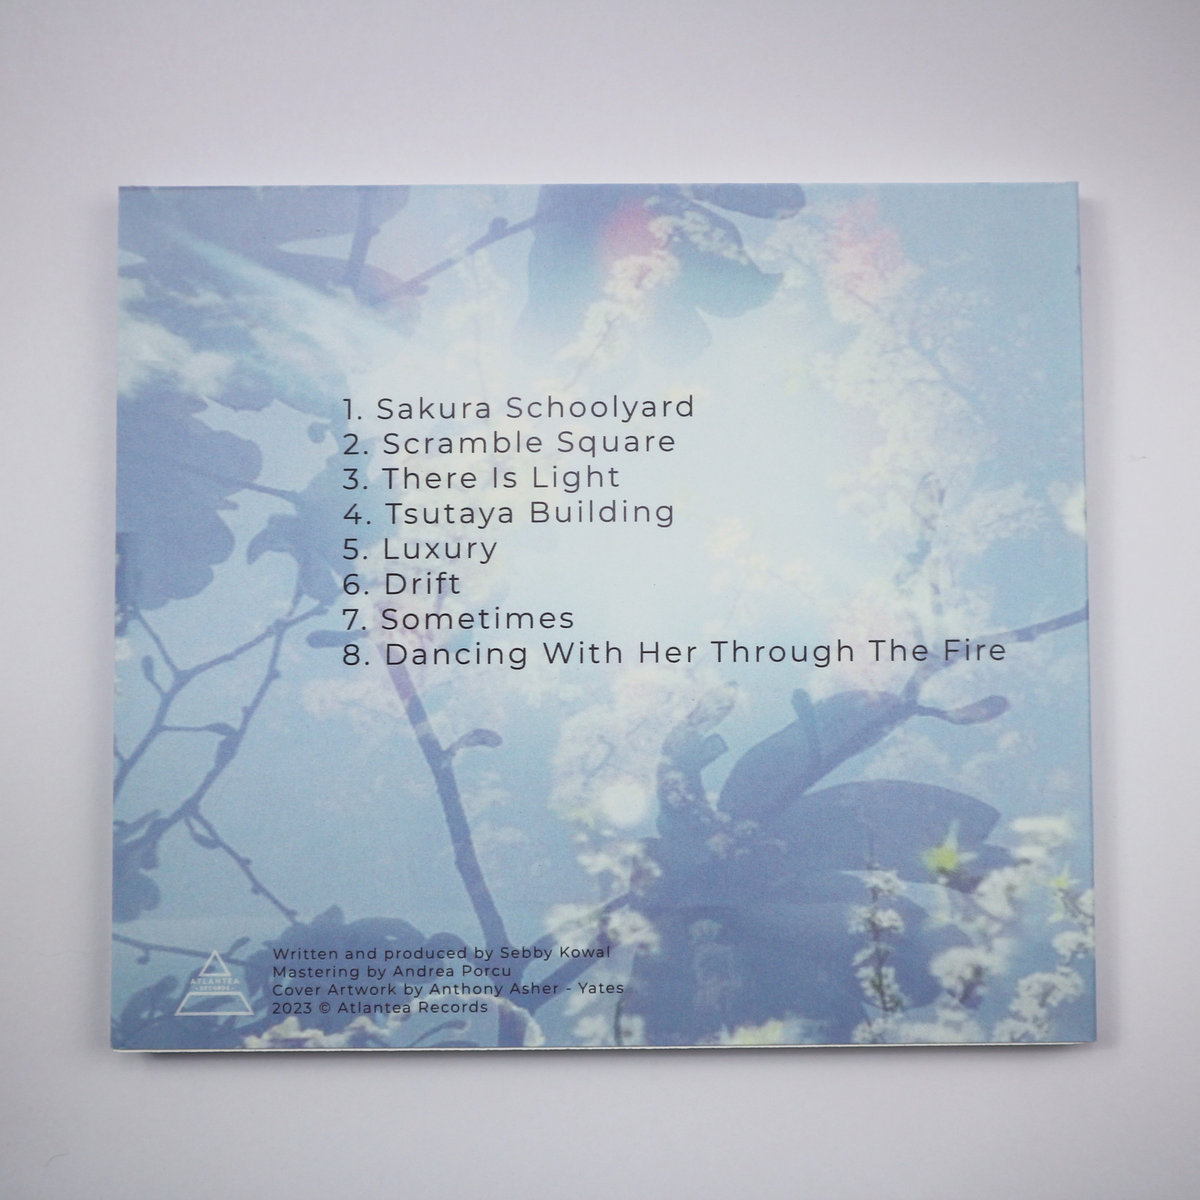 1. Sakura Schoolyard
2. Scramble Square
3. There Is Light
4. Tsutaya Building
5. Luxury
6. Drift
7. Sometimes
8. Dancing With Her Through The Fire
ATLANTEA
RECORDS
Written and produced by Sebby Kowal
Mastering by Andrea Porcu
Cover Artwork by Anthony Asher - Yates
2023 © Atlantea Records